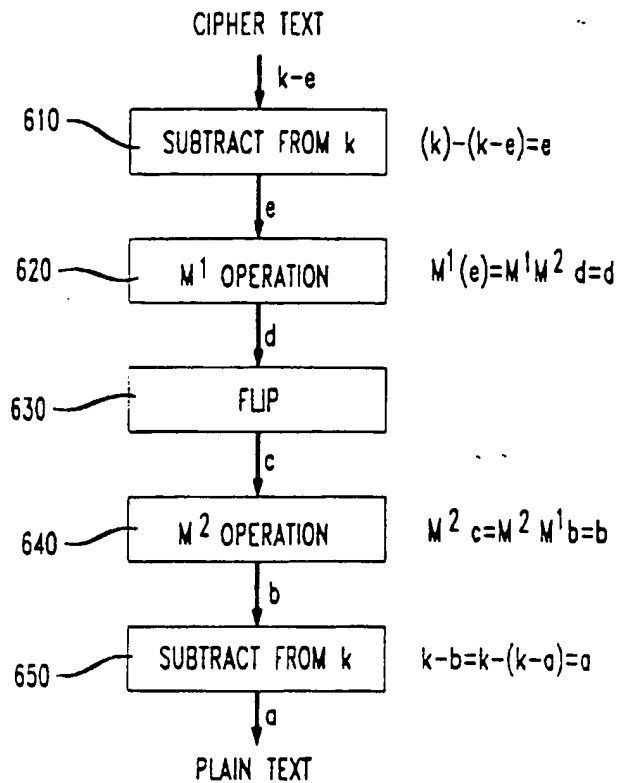 CIPHER TEXT
k-e
610
SUBTRACT FROM k
(k)-(k-e)=e
e
620
M¹ OPERATION
M¹(e)=M¹M² d=d
d
630
FLIP
c
640
M² OPERATION
M² c=M² M¹b=b
b
650
SUBTRACT FROM k
k-b=k-(k-a)=a
a
PLAIN TEXT